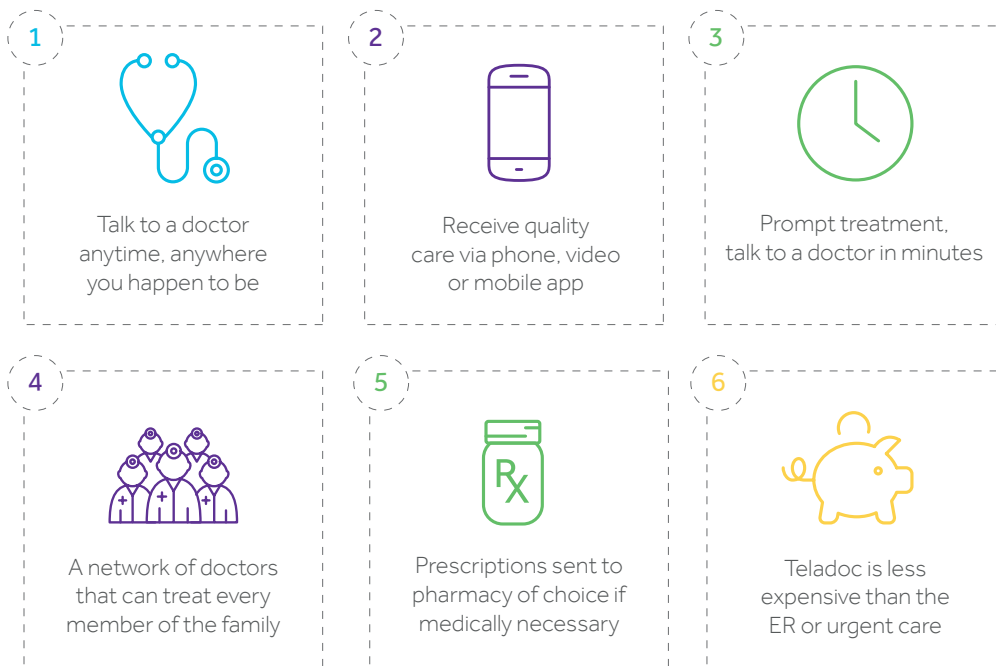 1
Talk to a doctor
anytime, anywhere
you happen to be
2
Receive quality
care via phone, video
or mobile app
3
Prompt treatment,
talk to a doctor in minutes
4
A network of doctors
that can treat every
member of the family
5
RX
Prescriptions sent to
pharmacy of choice if
medically necessary
6
Teladoc is less
expensive than the
ER or urgent care